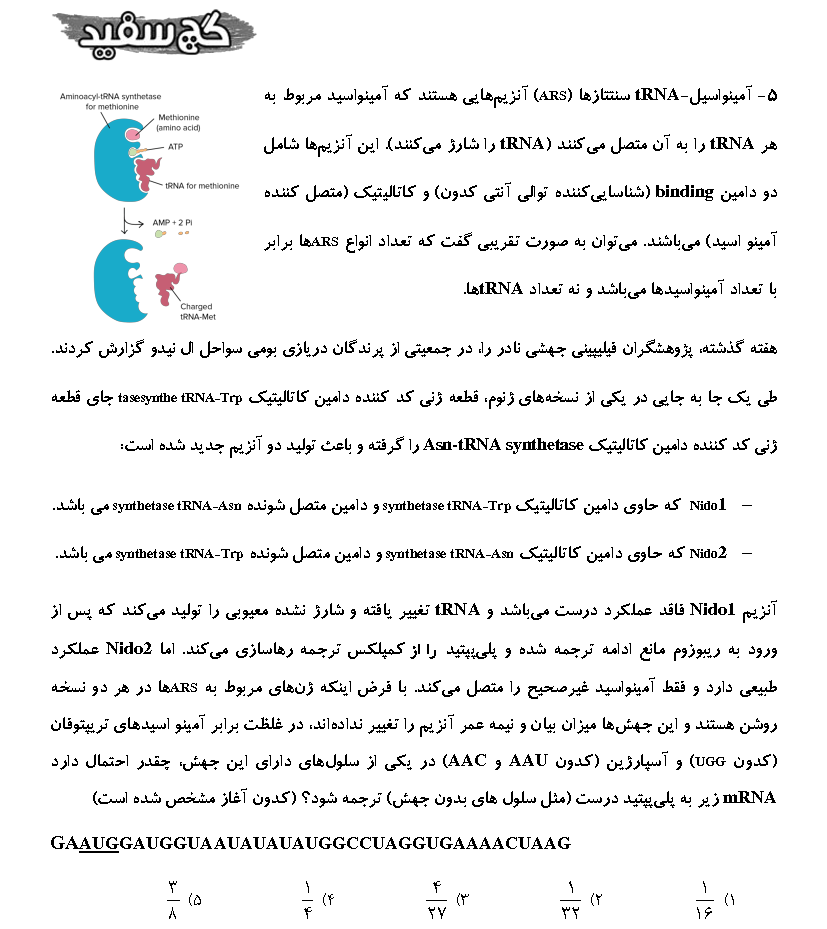 گچ سفید
۵- آمینواسیل-tRNA سنتتازها (ARS) آنزیم‌هایی هستند که آمینواسید مربوط به
هر tRNA را به آن متصل می‌کنند (tRNA را شارژ می‌کنند). این آنزیم‌ها شامل
دو دامین binding (شناسایی‌کننده توالی آنتی کدون) و کاتالیتیک (متصل کننده
آمینو اسید) می‌باشند. می‌توان به صورت تقریبی گفت که تعداد انواع ARSها برابر
با تعداد آمینواسیدها می‌باشد و نه تعداد tRNAها.
Aminoacyl-tRNA synthetase
for methionine
Methionine
(amino acid)
ATP
tRNA for methionine
AMP + 2 Pi
Charged
tRNA-Met
هفته گذشته، پژوهشگران فیلیپینی جهشی نادر را، در جمعیتی از پرندگان دریازی بومی سواحل ال نیدو گزارش کردند.
طی یک جا به جایی در یکی از نسخه‌های ژنوم، قطعه ژنی کد کننده دامین کاتالیتیک tasesynthe tRNA-Trp جای قطعه
ژنی کد کننده دامین کاتالیتیک Asn-tRNA synthetase را گرفته و باعث تولید دو آنزیم جدید شده است:
– Nido1 که حاوی دامین کاتالیتیک synthetase tRNA-Trp و دامین متصل شونده synthetase tRNA-Asn می باشد.
– Nido2 که حاوی دامین کاتالیتیک synthetase tRNA-Asn و دامین متصل شونده synthetase tRNA-Trp می باشد.
آنزیم Nido1 فاقد عملکرد درست می‌باشد و tRNA تغییر یافته و شارژ نشده معیوبی را تولید می‌کند که پس از
ورود به ریبوزوم مانع ادامه ترجمه شده و پلی‌پپتید را از کمپلکس ترجمه رهاسازی می‌کند. اما Nido2 عملکرد
طبیعی دارد و فقط آمینواسید غیرصحیح را متصل می‌کند. با فرض اینکه ژن‌های مربوط به ARSها در هر دو نسخه
روشن هستند و این جهش‌ها میزان بیان و نیمه عمر آنزیم را تغییر نداده‌اند، در غلظت برابر آمینو اسیدهای تریپتوفان
(کدون UGG) و آسپارژین (کدون AAU و AAC) در یکی از سلول‌های دارای این جهش، چقدر احتمال دارد
mRNA زیر به پلی‌پپتید درست (مثل سلول های بدون جهش) ترجمه شود؟ (کدون آغاز مشخص شده است)
GAAUGGAUGGUAAUAUAUAUGGCCUAGGUGAAAACUAAG
۱) ۱/۱۶ ۲) ۱/۳۲ ۳) ۴/۲۷ ۴) ۱/۴ ۵) ۳/۸